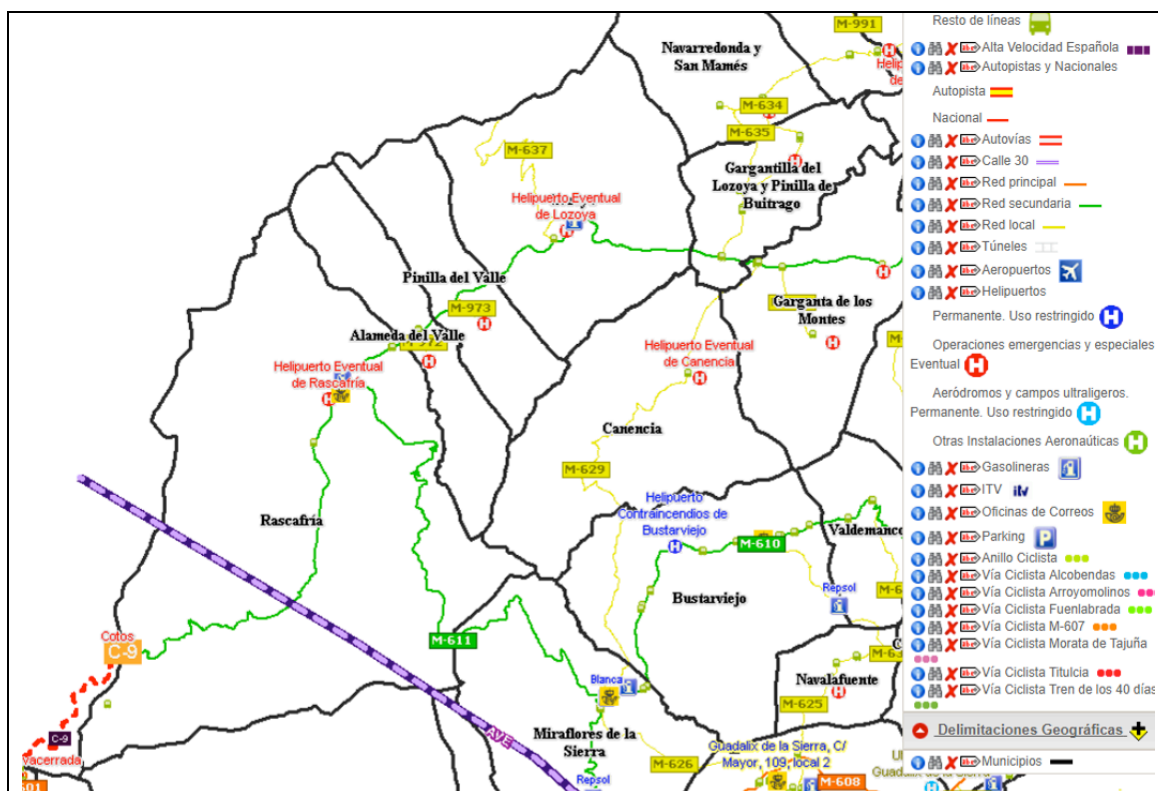 M-991
Navarredonda y
San Mamés
M-634
M-635
M-637
Gargantilla del
Lozoya y Pinilla de
Buitrago
Helipuerto Eventual
de Lozoya
Pinilla del Valle
M-973
Garganta de los
Montes
Alameda del Valle
M-972
Helipuerto Eventual
de Rascafría
Helipuerto Eventual
de Canencia
Canencia
M-629
Helipuerto
Contraincendios de
Bustarviejo
Rascafría
M-610
Valdemanco
Repsol
Bustarviejo
M-611
Cotos
C-9
Blanca
Navalafuente
M-625
C-9
AVE
Miraflores de la
Sierra
Guadalix de la Sierra, C/
Mayor, 109, local 2
M-626
M-608
Repsol
Resto de líneas
Alta Velocidad Española
Autopistas y Nacionales
Autopista
Nacional
Autovías
Calle 30
Red principal
Red secundaria
Red local
Túneles
Aeropuertos
Helipuertos
Permanente. Uso restringido
Operaciones emergencias y especiales
Eventual
Aeródromos y campos ultraligeros.
Permanente. Uso restringido
Otras Instalaciones Aeronaúticas
Gasolineras
ITV
itv
Oficinas de Correos
Parking
Anillo Ciclista
Vía Ciclista Alcobendas
Vía Ciclista Arroyomolinos
Vía Ciclista Fuenlabrada
Vía Ciclista M-607
Vía Ciclista Morata de Tajuña
Vía Ciclista Titulcia
Vía Ciclista Tren de los 40 días
Delimitaciones Geográficas
Municipios